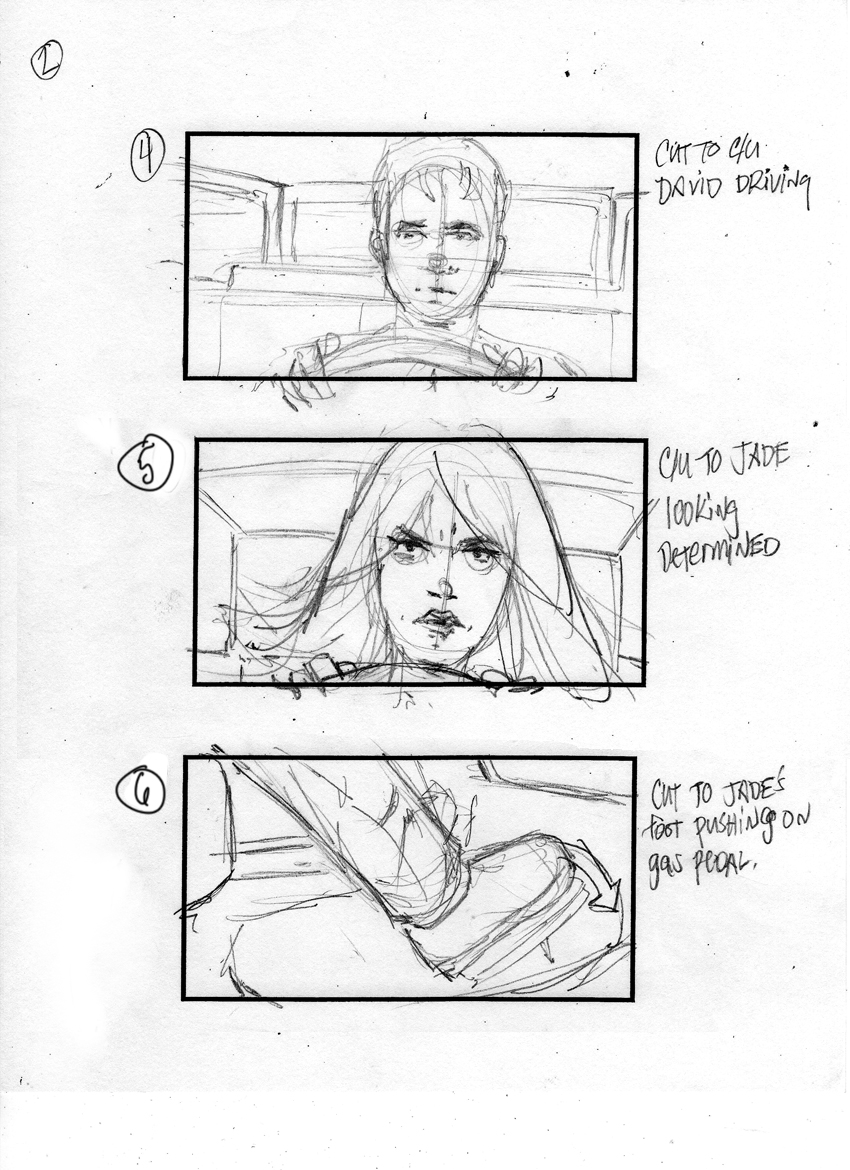 2
4
CUT TO C/U
DAVID DRIVING
5
C/U TO JADE
looking
DETERMINED
6
CUT TO JADE'S
foot PUSHING ON
gas PEDAL.